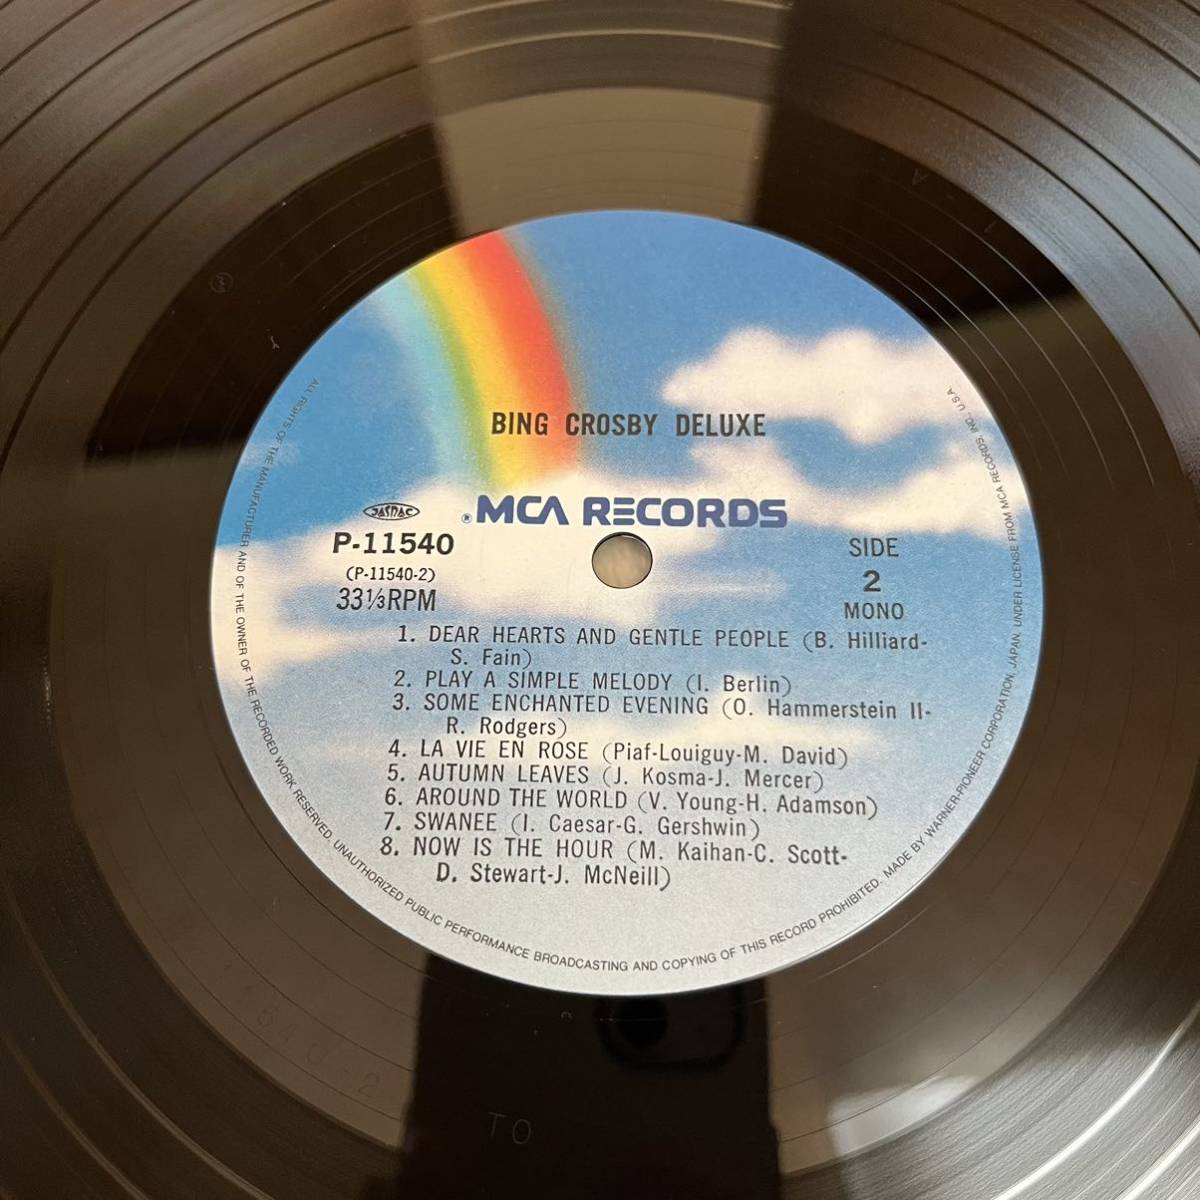 BING CROSBY DELUXE
® MCA RECORDS
JASRAC
P-11540
(P-11540-2)
33⅓RPM
SIDE
2
MONO
1. DEAR HEARTS AND GENTLE PEOPLE (B. Hilliard-
S. Fain)
2. PLAY A SIMPLE MELODY (I. Berlin)
3. SOME ENCHANTED EVENING (O. Hammerstein II-
R. Rodgers)
4. LA VIE EN ROSE (Piaf-Louiguy-M. David)
5. AUTUMN LEAVES (J. Kosma-J. Mercer)
6. AROUND THE WORLD (V. Young-H. Adamson)
7. SWANEE (I. Caesar-G. Gershwin)
8. NOW IS THE HOUR (M. Kaihan-C. Scott-
D. Stewart-J. McNeill)
ALL RIGHTS OF THE MANUFACTURER AND OF THE OWNER OF THE RECORDED WORK RESERVED. UNAUTHORIZED PUBLIC PERFORMANCE BROADCASTING AND COPYING OF THIS RECORD PROHIBITED. MADE BY WARNER-PIONEER CORPORATION, JAPAN, UNDER LICENSE FROM MCA RECORDS, INC., U.S.A.
TO